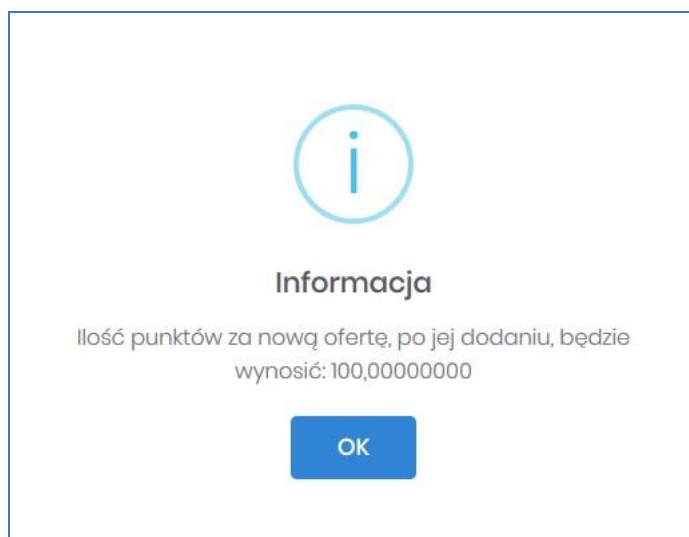 i
Informacja
Ilość punktów za nową ofertę, po jej dodaniu, będzie
wynosić: 100,00000000
OK